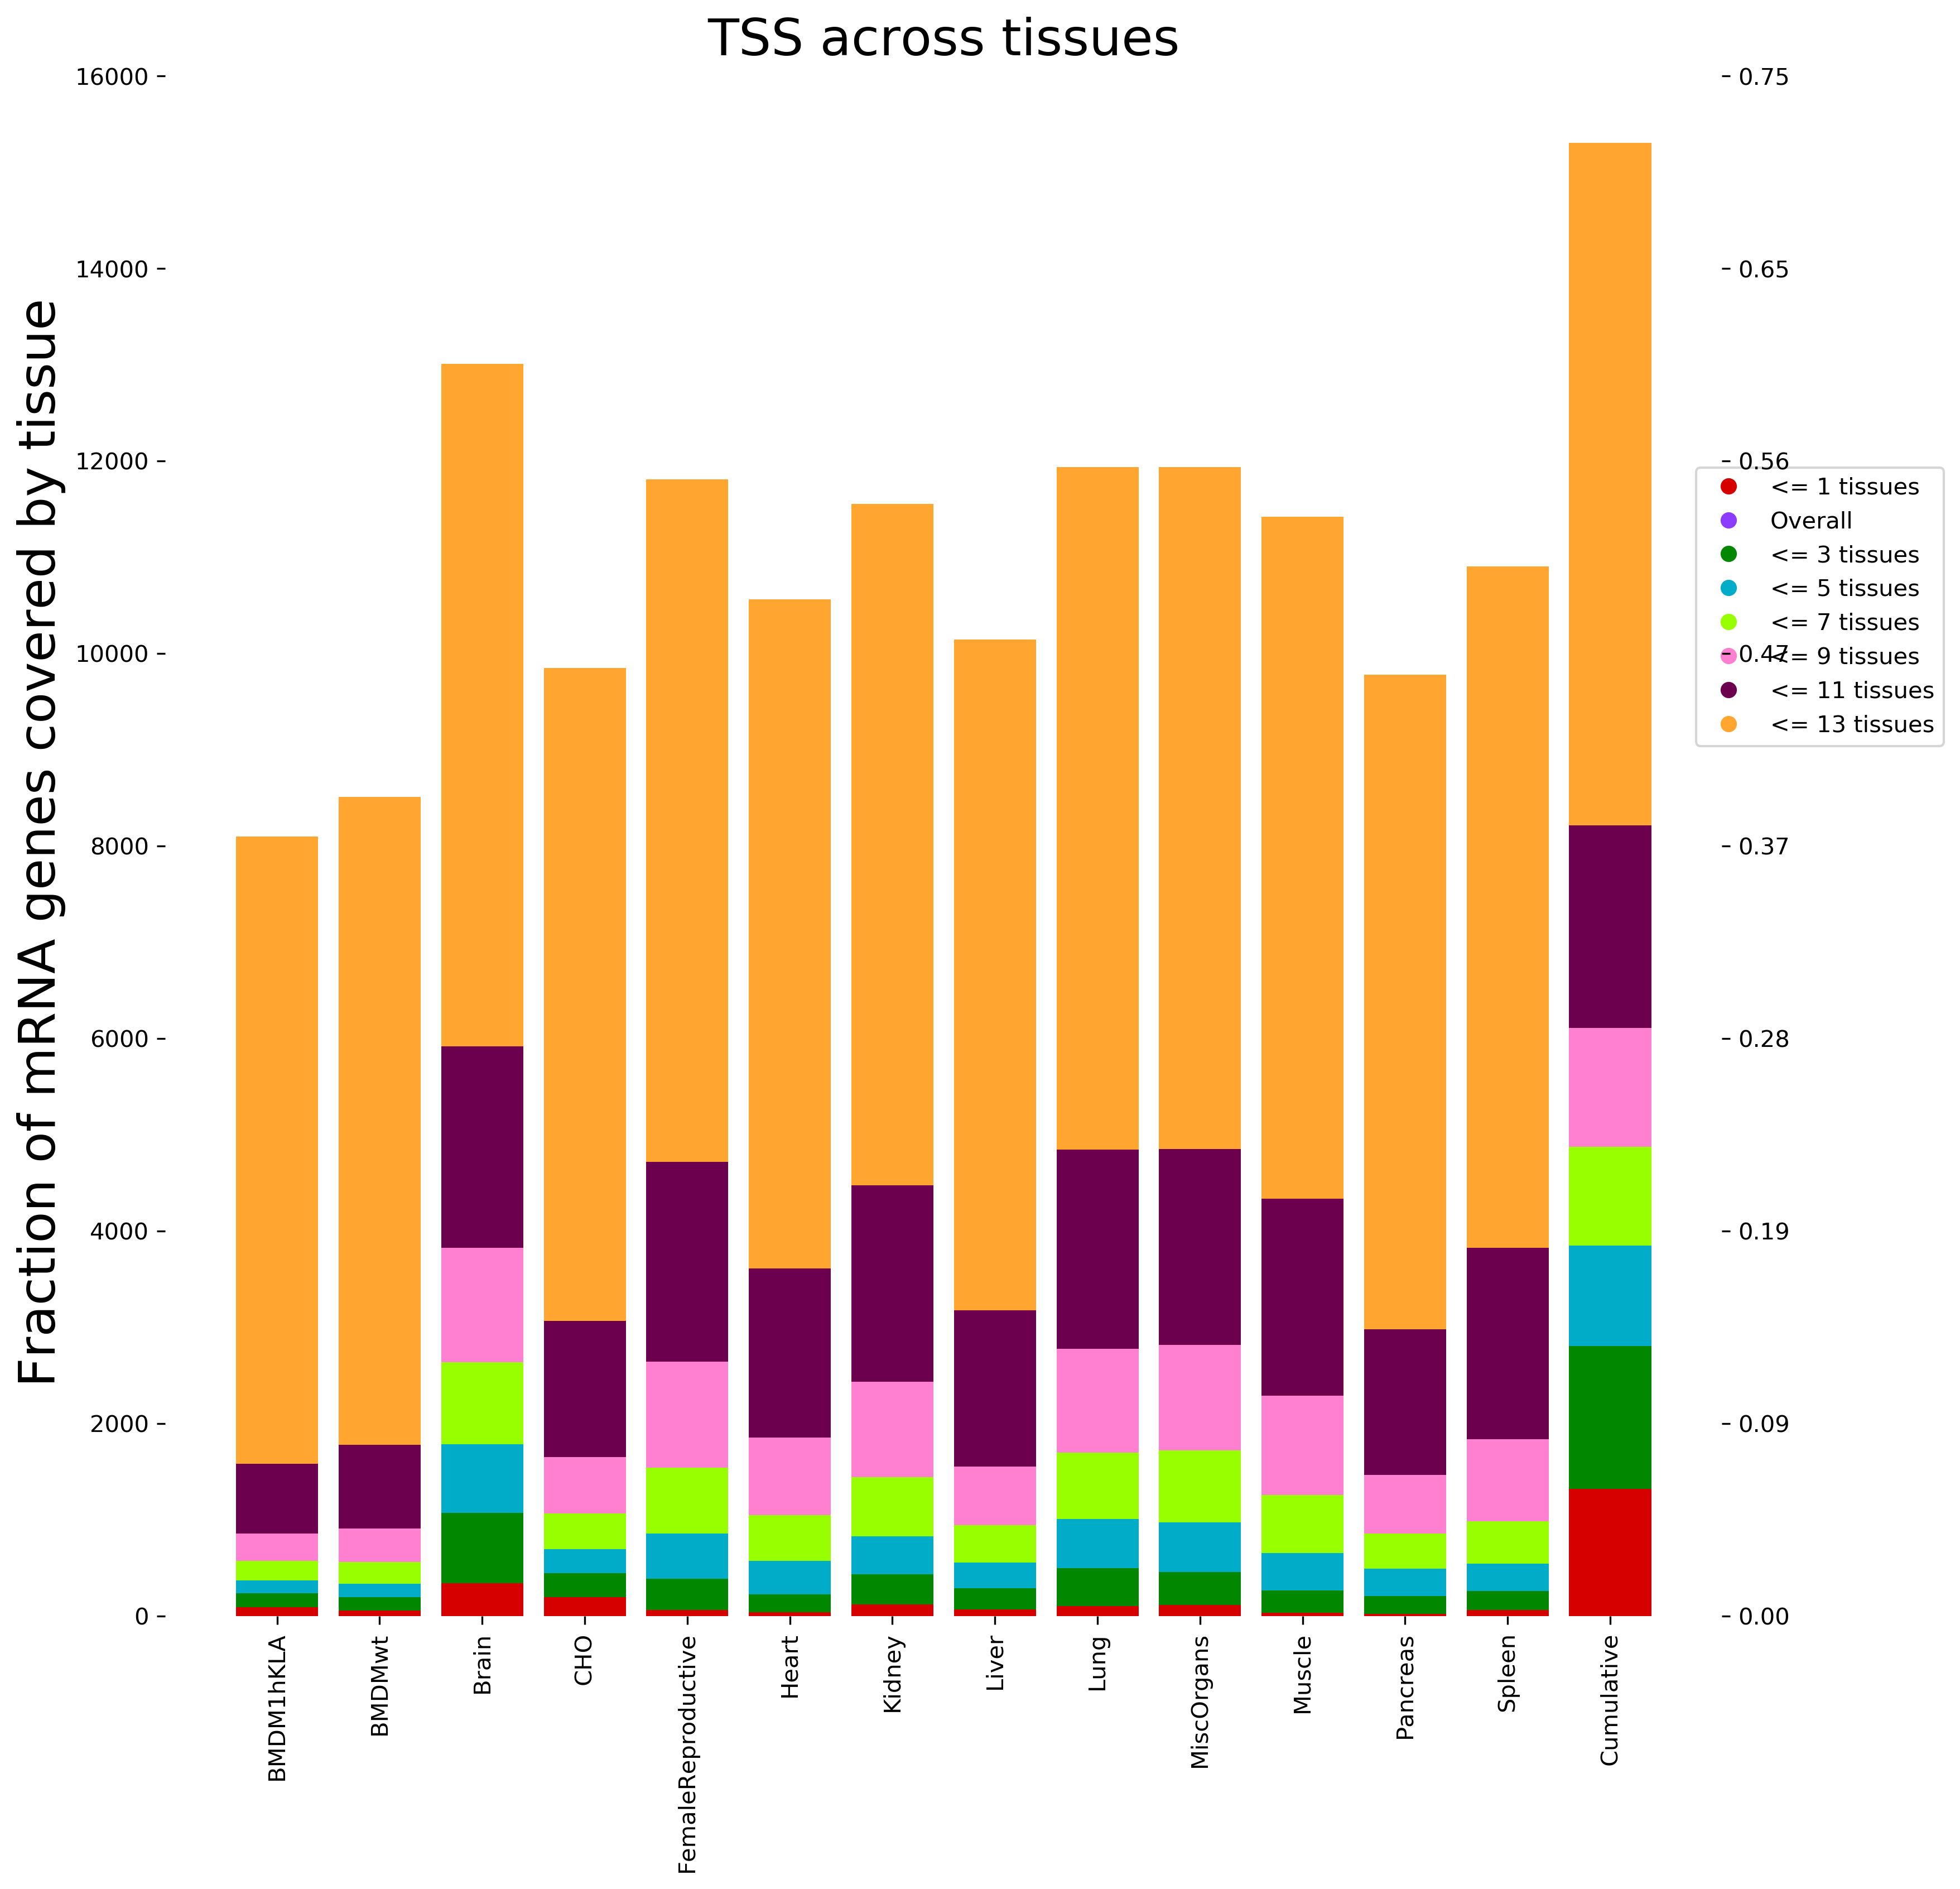 TSS across tissues
Fraction of mRNA genes covered by tissue
16000
14000
12000
10000
8000
6000
4000
2000
0
0.75
0.65
0.56
0.47
0.37
0.28
0.19
0.09
0.00
<= 1 tissues
Overall
<= 3 tissues
<= 5 tissues
<= 7 tissues
<= 9 tissues
<= 11 tissues
<= 13 tissues
BMDM1hKLA
BMDMwt
Brain
CHO
FemaleReproductive
Heart
Kidney
Liver
Lung
MiscOrgans
Muscle
Pancreas
Spleen
Cumulative